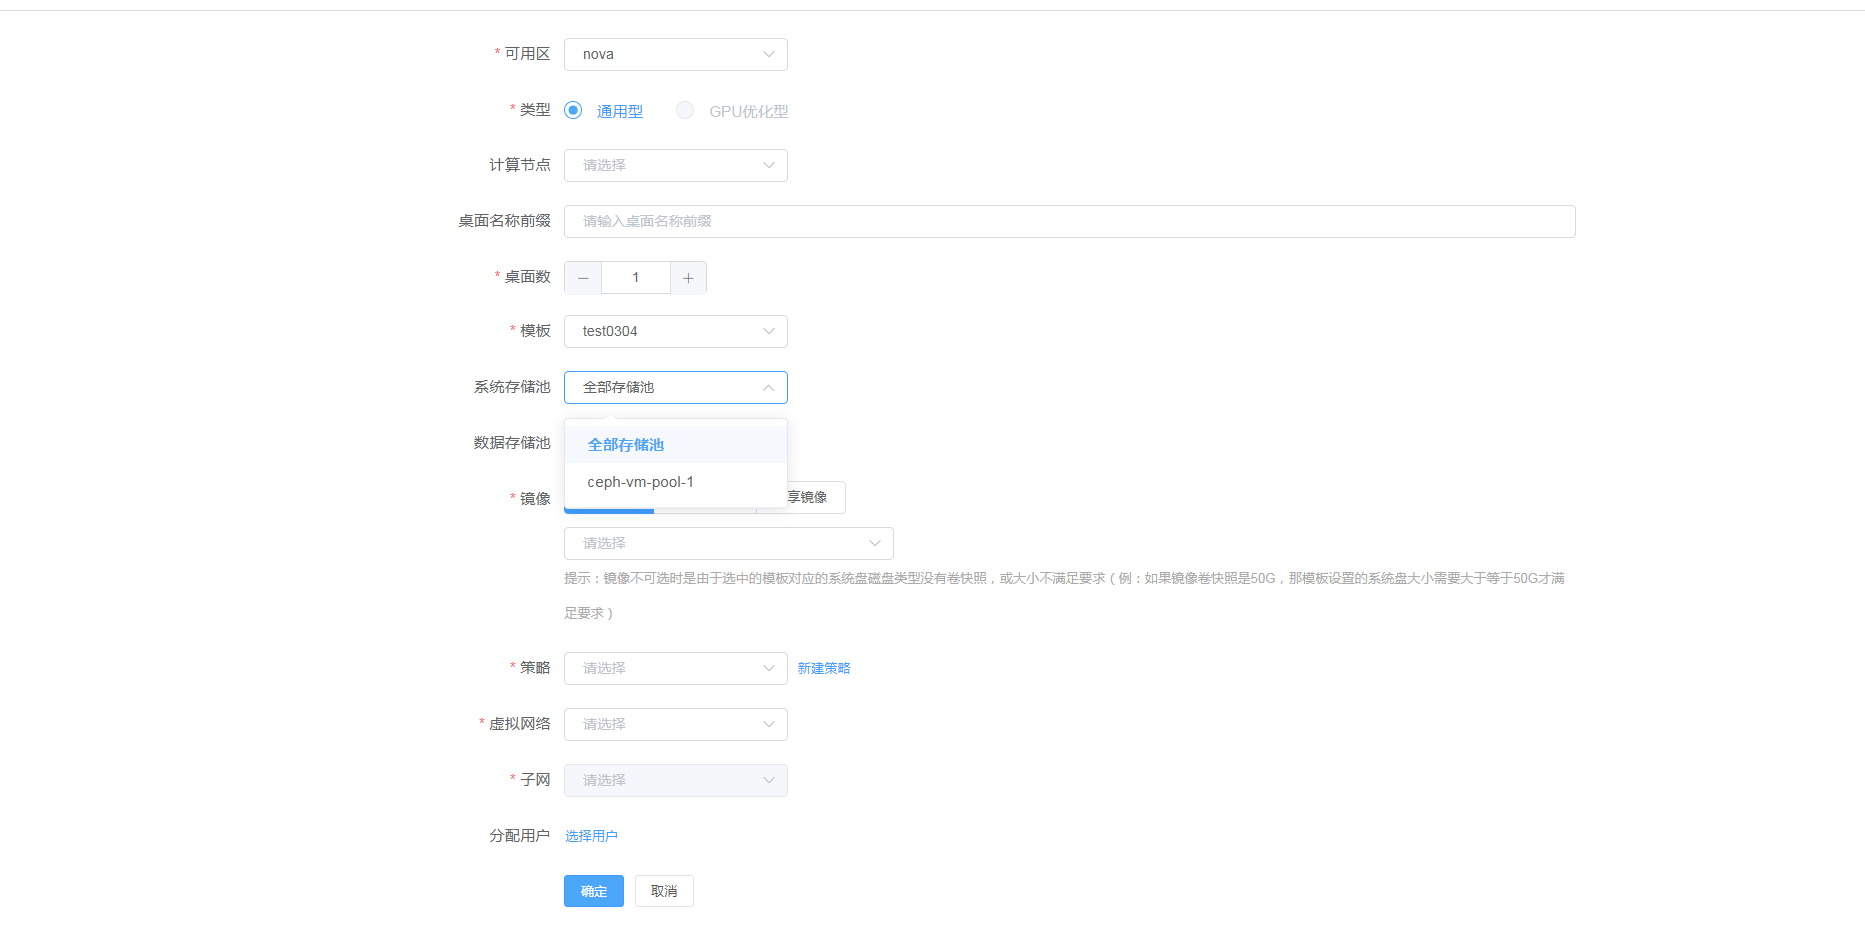 * 可用区 nova
* 类型 通用型 GPU优化型
计算节点 请选择
桌面名称前缀 请输入桌面名称前缀
* 桌面数 − 1 +
* 模板 test0304
系统存储池 全部存储池
全部存储池
数据存储池
ceph-vm-pool-1
* 镜像 享镜像
请选择
提示：镜像不可选时是由于选中的模板对应的系统盘磁盘类型没有卷快照，或大小不满足要求（例：如果镜像卷快照是50G，那模板设置的系统盘大小需要大于等于50G才满
足要求）
* 策略 请选择 新建策略
* 虚拟网络 请选择
* 子网 请选择
分配用户 选择用户
确定 取消